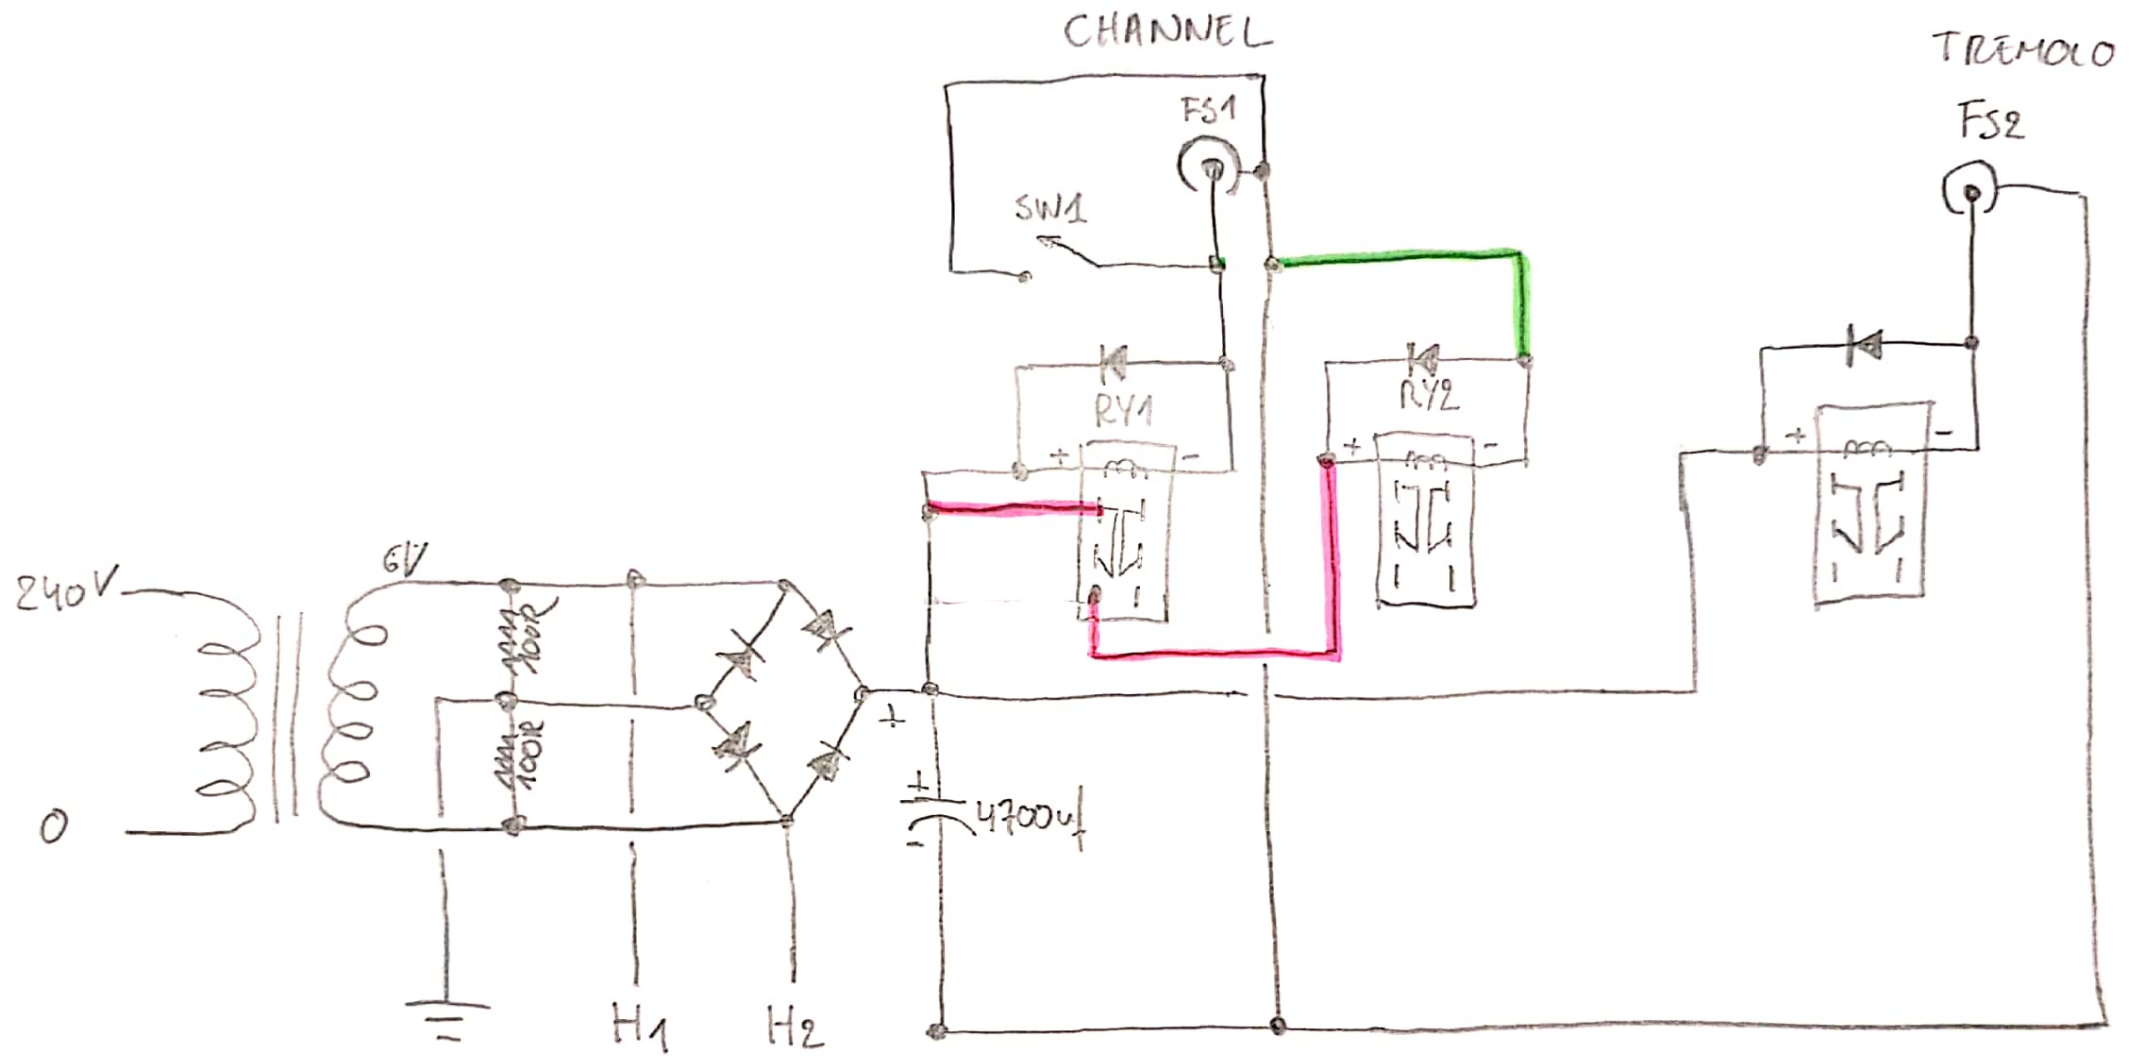 CHANNEL
TREMOLO
FS1
FS2
SW1
RY1
RY2
+ -
+ -
+ -
240V
6V
100R
100R
+
+
4700uf
-
0
H1
H2